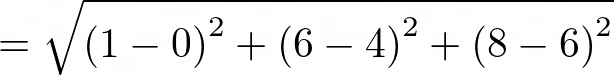 = √((1 − 0)² + (6 − 4)² + (8 − 6)²)